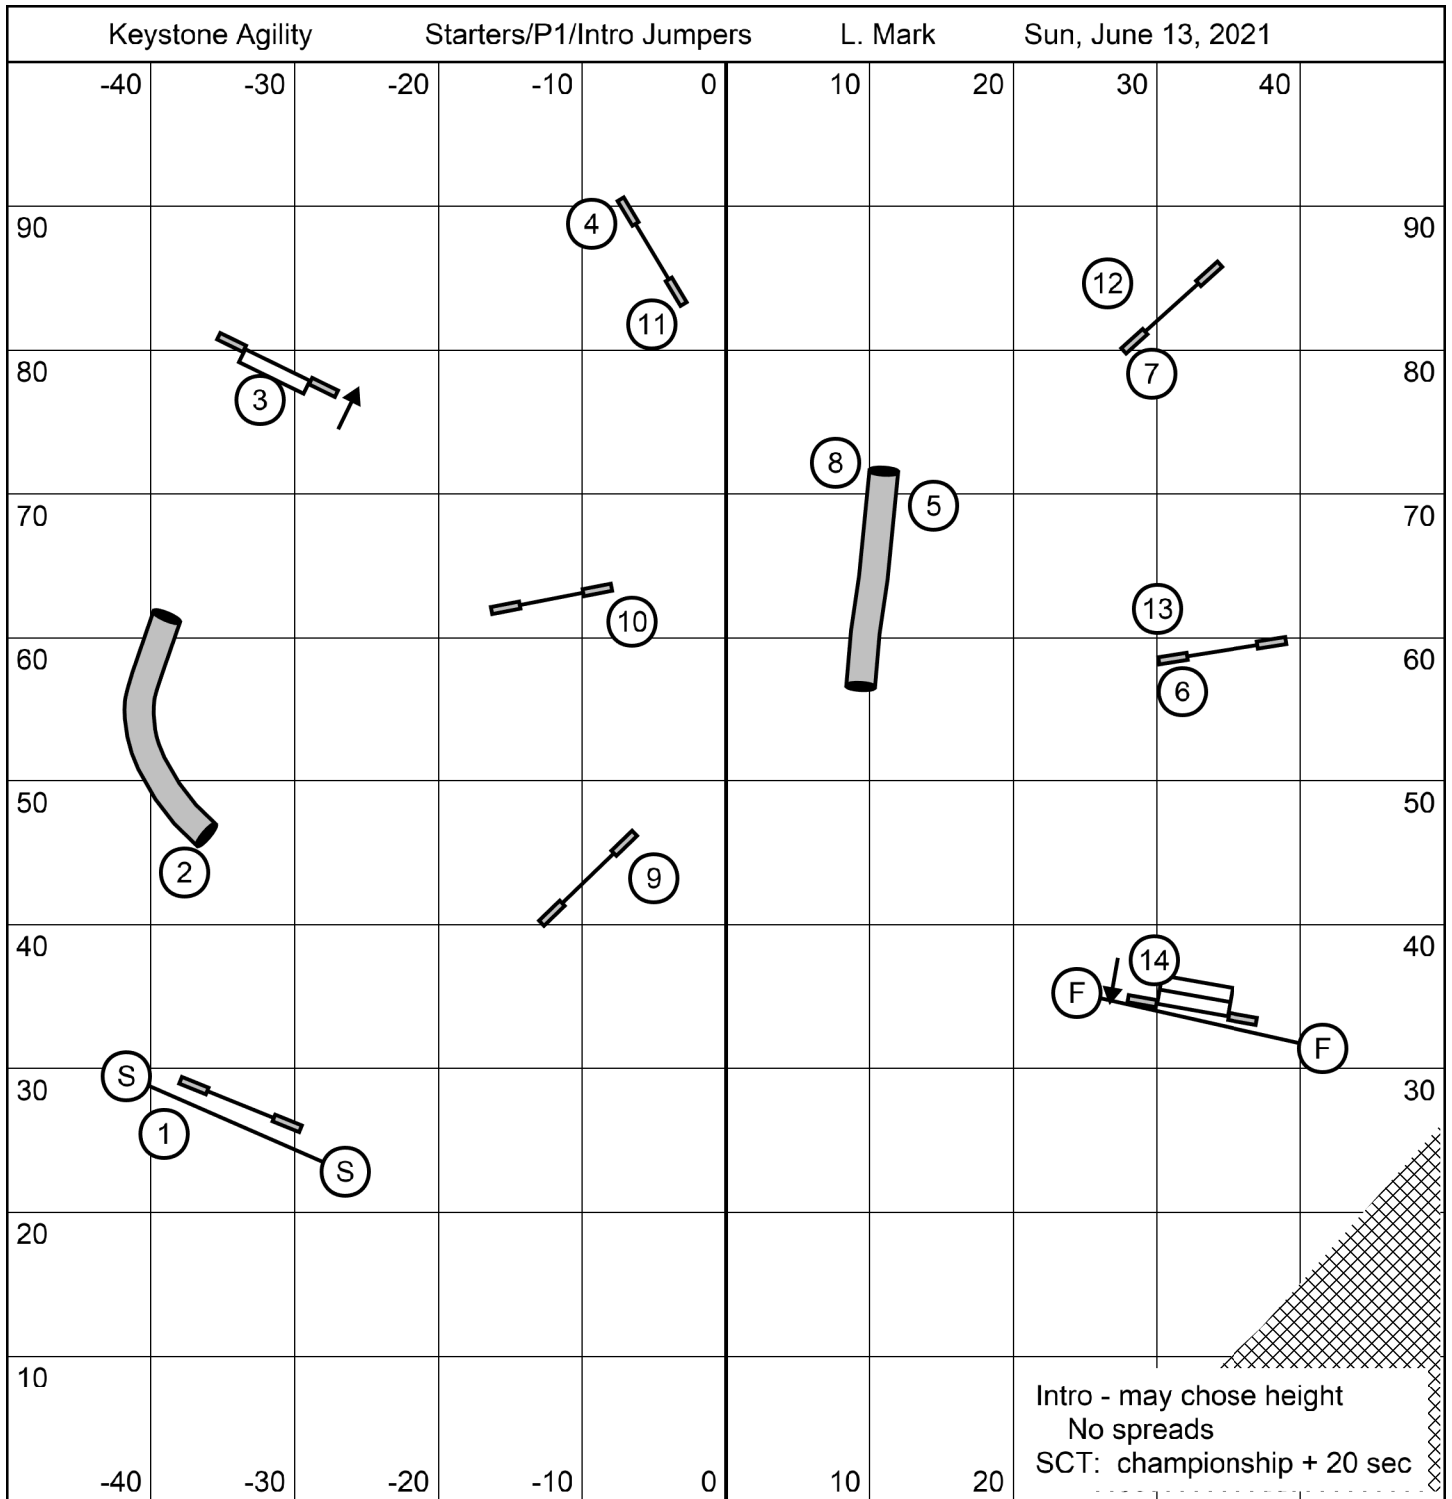 Keystone Agility Starters/P1/Intro Jumpers L. Mark Sun, June 13, 2021
-40 -30 -20 -10 0 10 20 30 40
4
90 90
12
11
80 7 80
3
8
5
70 70
13
10
60 60
6
50 50
2 9
40 14 40
F
F
S
30 30
1
S
20
10
Intro - may chose height
No spreads
SCT: championship + 20 sec
-40 -30 -20 -10 0 10 20